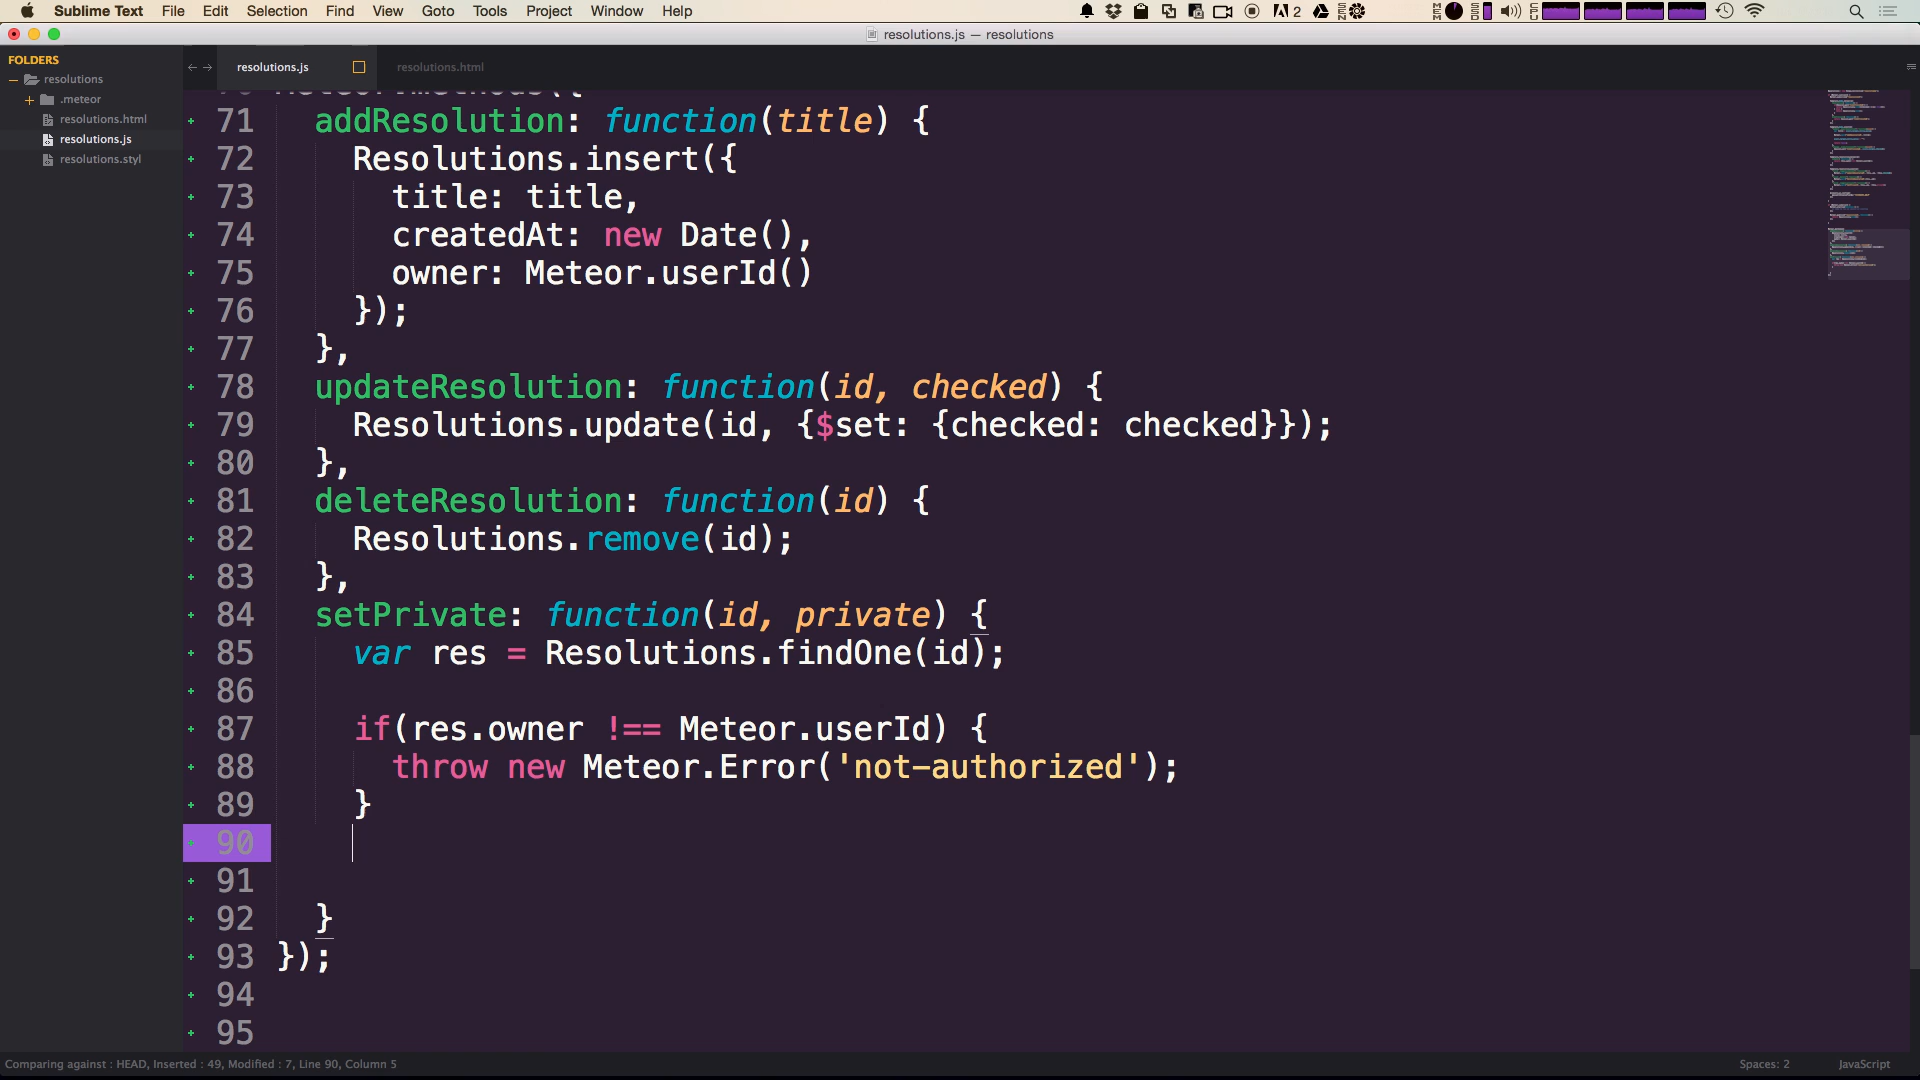 Sublime Text File Edit Selection Find View Goto Tools Project Window Help 2
resolutions.js — resolutions
FOLDERS
resolutions
.meteor
resolutions.html
resolutions.js
resolutions.styl
resolutions.js resolutions.html
71 addResolution: function(title) {
72 Resolutions.insert({
73 title: title,
74 createdAt: new Date(),
75 owner: Meteor.userId()
76 });
77 },
78 updateResolution: function(id, checked) {
79 Resolutions.update(id, {$set: {checked: checked}});
80 },
81 deleteResolution: function(id) {
82 Resolutions.remove(id);
83 },
84 setPrivate: function(id, private) {
85 var res = Resolutions.findOne(id);
86
87 if(res.owner !== Meteor.userId) {
88 throw new Meteor.Error('not-authorized');
89 }
90
91
92 }
93 });
94
95
Comparing against : HEAD, Inserted : 49, Modified : 7, Line 90, Column 5 Spaces: 2 JavaScript